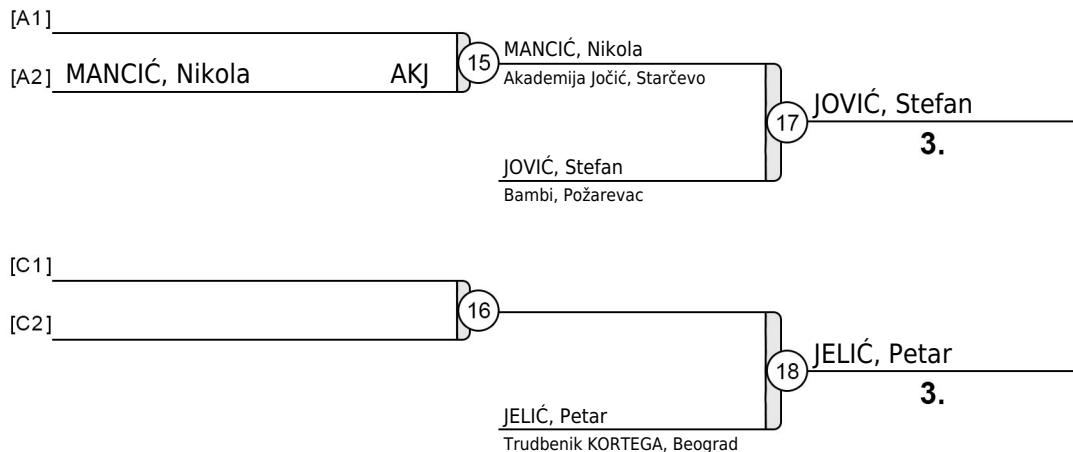 [A1]
[A2] MANCIĆ, Nikola AKJ
15
MANCIĆ, Nikola
Akademija Jočić, Starčevo
17
JOVIĆ, Stefan
3.
JOVIĆ, Stefan
Bambi, Požarevac
[C1]
[C2]
16
18
JELIĆ, Petar
3.
JELIĆ, Petar
Trudbenik KORTEGA, Beograd